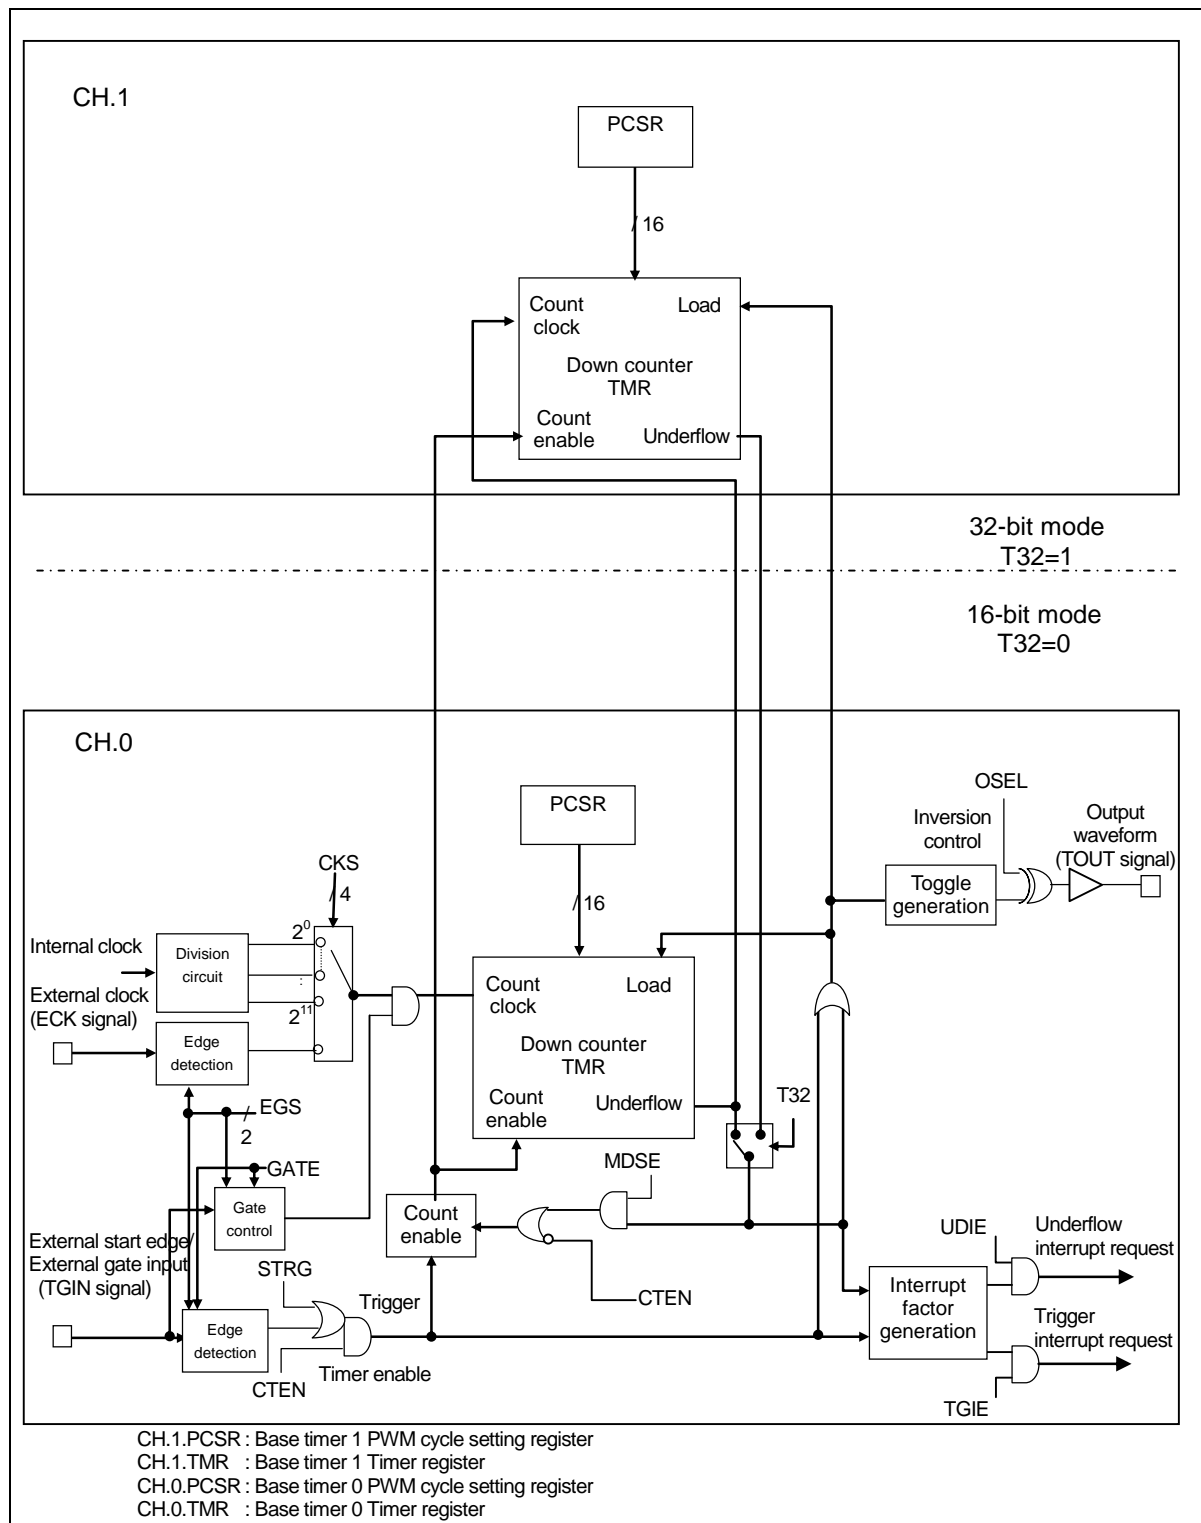 CH.1
PCSR
16
Count
clock
Load
Down counter
TMR
Count
enable
Underflow
32-bit mode
T32=1
16-bit mode
T32=0
CH.0
OSEL
PCSR
Inversion
control
Output
waveform
(TOUT signal)
CKS
4
16
Toggle
generation
2^0
Internal clock
Division
circuit
:
External clock
(ECK signal)
2^11
Count
clock
Load
Edge
detection
Down counter
TMR
Count
enable
Underflow
T32
EGS
2
MDSE
GATE
Gate
control
Count
enable
UDIE
Underflow
interrupt request
External start edge/
External gate input
(TGIN signal)
STRG
CTEN
Interrupt
factor
generation
Trigger
Trigger
interrupt request
Edge
detection
Timer enable
CTEN
TGIE
CH.1.PCSR : Base timer 1 PWM cycle setting register
CH.1.TMR : Base timer 1 Timer register
CH.0.PCSR : Base timer 0 PWM cycle setting register
CH.0.TMR : Base timer 0 Timer register